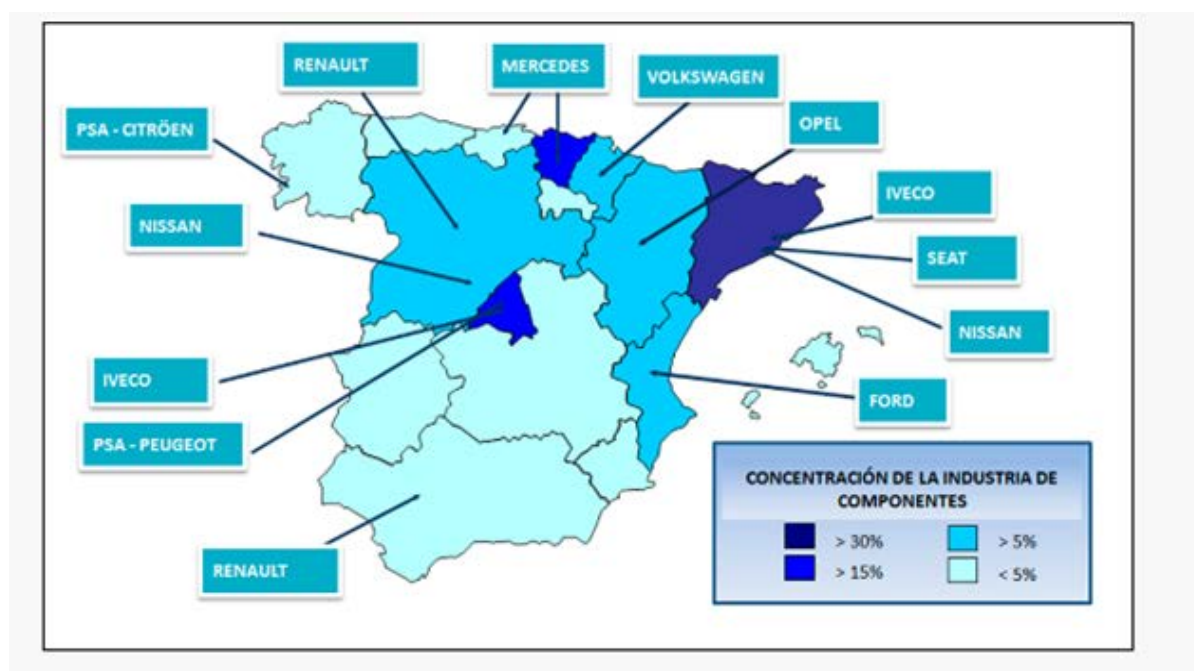 RENAULT
MERCEDES
VOLKSWAGEN
PSA - CITRÖEN
OPEL
IVECO
NISSAN
SEAT
NISSAN
IVECO
FORD
PSA - PEUGEOT
RENAULT
CONCENTRACIÓN DE LA INDUSTRIA DE
COMPONENTES
> 30%
> 5%
> 15%
< 5%